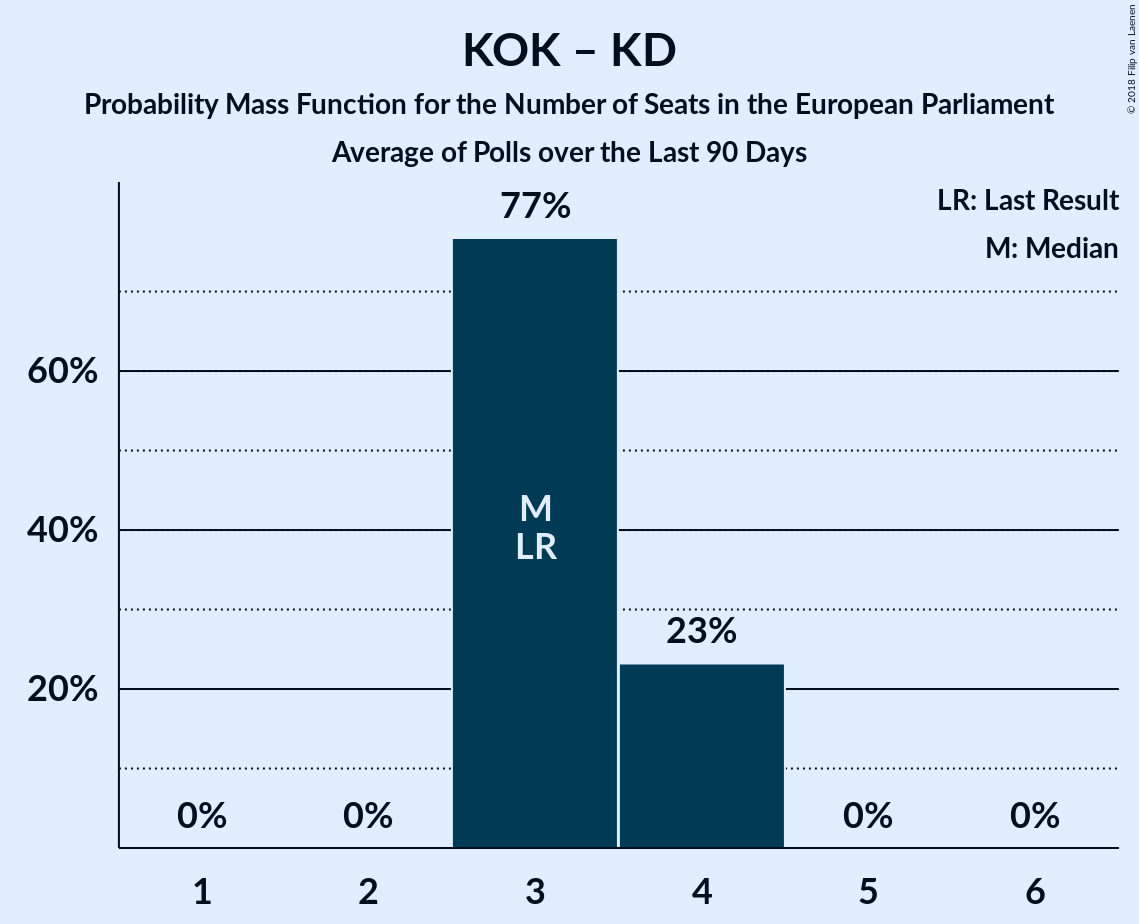 KOK – KD
Probability Mass Function for the Number of Seats in the European Parliament
Average of Polls over the Last 90 Days
© 2018 Filip van Laenen
LR: Last Result
M: Median
77%
60%
M
40%
LR
23%
20%
0% 0% 0% 0%
1 2 3 4 5 6